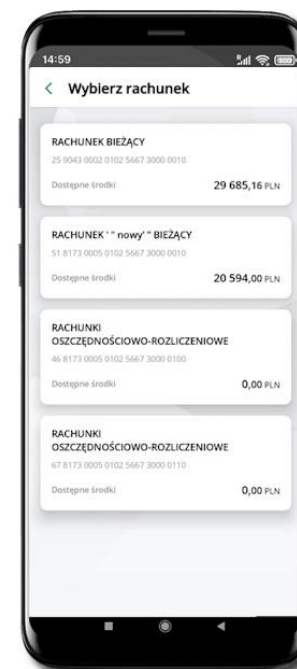 14:59
Wybierz rachunek
RACHUNEK BIEŻĄCY
25 9043 0002 0102 5667 3000 0010
Dostępne środki 29 685,16 PLN
RACHUNEK ' " nowy' " BIEŻĄCY
51 8173 0005 0102 5667 3000 0010
Dostępne środki 20 594,00 PLN
RACHUNKI
OSZCZĘDNOŚCIOWO-ROZLICZENIOWE
46 8173 0005 0102 5667 3000 0100
Dostępne środki 0,00 PLN
RACHUNKI
OSZCZĘDNOŚCIOWO-ROZLICZENIOWE
67 8173 0005 0102 5667 3000 0110
Dostępne środki 0,00 PLN